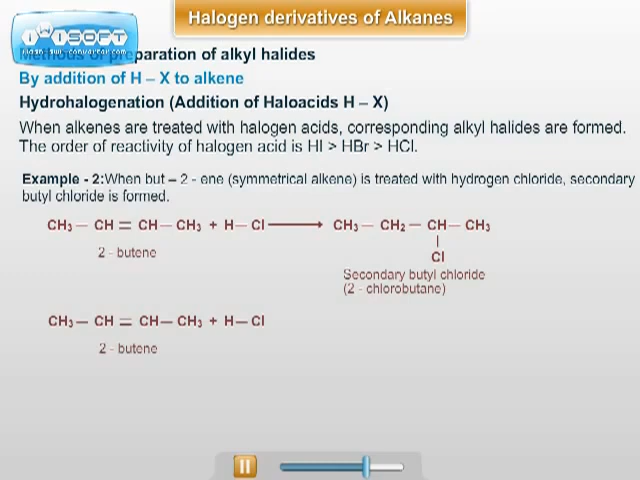 Halogen derivatives of Alkanes
iWiSOFT
Methods of preparation of alkyl halides
By addition of H – X to alkene
Hydrohalogenation (Addition of Haloacids H – X)
When alkenes are treated with halogen acids, corresponding alkyl halides are formed.
The order of reactivity of halogen acid is HI > HBr > HCl.
Example - 2:When but – 2 - ene (symmetrical alkene) is treated with hydrogen chloride, secondary
butyl chloride is formed.
CH₃ — CH = CH — CH₃ + H — Cl ⟶ CH₃ — CH₂ — CH — CH₃
|
2 - butene Cl
Secondary butyl chloride
(2 - chlorobutane)
CH₃ — CH = CH — CH₃ + H — Cl
2 - butene